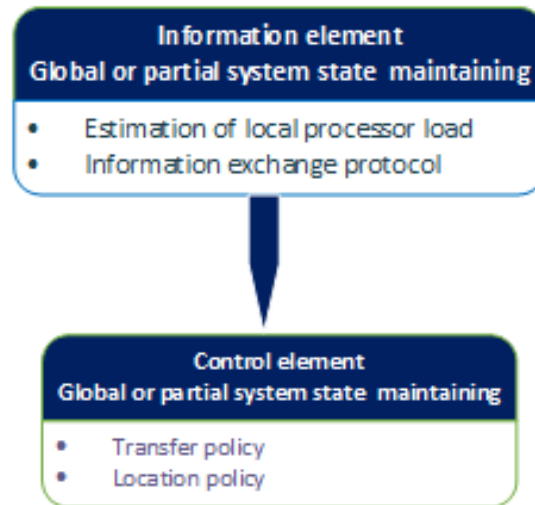 Information element
Global or partial system state maintaining
• Estimation of local processor load
• Information exchange protocol
Control element
Global or partial system state maintaining
• Transfer policy
• Location policy